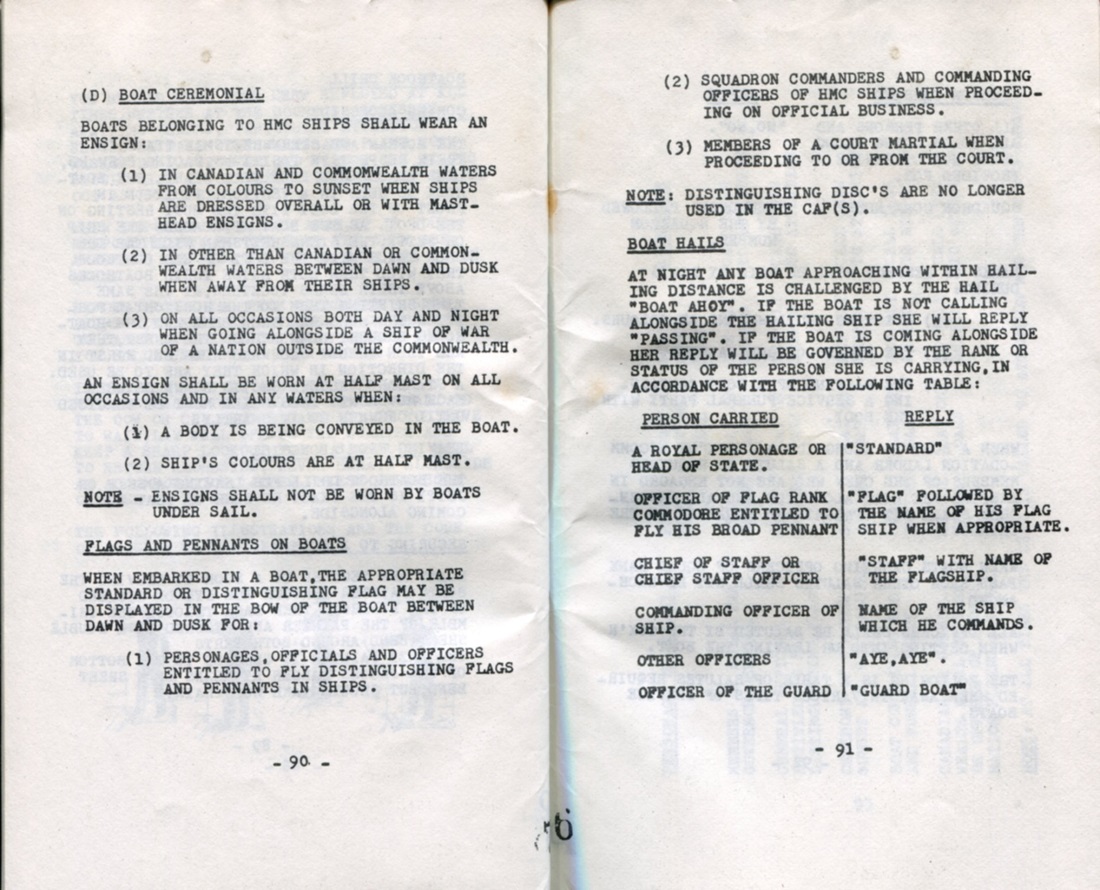 (D) BOAT CEREMONIAL
BOATS BELONGING TO HMC SHIPS SHALL WEAR AN
ENSIGN:
(1) IN CANADIAN AND COMMOMWEALTH WATERS
FROM COLOURS TO SUNSET WHEN SHIPS
ARE DRESSED OVERALL OR WITH MAST-
HEAD ENSIGNS.
(2) IN OTHER THAN CANADIAN OR COMMON-
WEALTH WATERS BETWEEN DAWN AND DUSK
WHEN AWAY FROM THEIR SHIPS.
(3) ON ALL OCCASIONS BOTH DAY AND NIGHT
WHEN GOING ALONGSIDE A SHIP OF WAR
OF A NATION OUTSIDE THE COMMONWEALTH.
AN ENSIGN SHALL BE WORN AT HALF MAST ON ALL
OCCASIONS AND IN ANY WATERS WHEN:
(1) A BODY IS BEING CONVEYED IN THE BOAT.
(2) SHIP'S COLOURS ARE AT HALF MAST.
NOTE - ENSIGNS SHALL NOT BE WORN BY BOATS
UNDER SAIL.
FLAGS AND PENNANTS ON BOATS
WHEN EMBARKED IN A BOAT,THE APPROPRIATE
STANDARD OR DISTINGUISHING FLAG MAY BE
DISPLAYED IN THE BOW OF THE BOAT BETWEEN
DAWN AND DUSK FOR:
(1) PERSONAGES,OFFICIALS AND OFFICERS
ENTITLED TO FLY DISTINGUISHING FLAGS
AND PENNANTS IN SHIPS.
- 90 -
(2) SQUADRON COMMANDERS AND COMMANDING
OFFICERS OF HMC SHIPS WHEN PROCEED-
ING ON OFFICIAL BUSINESS.
(3) MEMBERS OF A COURT MARTIAL WHEN
PROCEEDING TO OR FROM THE COURT.
NOTE: DISTINGUISHING DISC'S ARE NO LONGER
USED IN THE CAF(S).
BOAT HAILS
AT NIGHT ANY BOAT APPROACHING WITHIN HAIL-
ING DISTANCE IS CHALLENGED BY THE HAIL
"BOAT AHOY". IF THE BOAT IS NOT CALLING
ALONGSIDE THE HAILING SHIP SHE WILL REPLY
"PASSING". IF THE BOAT IS COMING ALONGSIDE
HER REPLY WILL BE GOVERNED BY THE RANK OR
STATUS OF THE PERSON SHE IS CARRYING,IN
ACCORDANCE WITH THE FOLLOWING TABLE:
PERSON CARRIED REPLY
A ROYAL PERSONAGE OR "STANDARD"
HEAD OF STATE.
OFFICER OF FLAG RANK "FLAG" FOLLOWED BY
COMMODORE ENTITLED TO THE NAME OF HIS FLAG
FLY HIS BROAD PENNANT SHIP WHEN APPROPRIATE.
CHIEF OF STAFF OR "STAFF" WITH NAME OF
CHIEF STAFF OFFICER THE FLAGSHIP.
COMMANDING OFFICER OF NAME OF THE SHIP
SHIP. WHICH HE COMMANDS.
OTHER OFFICERS "AYE,AYE".
OFFICER OF THE GUARD "GUARD BOAT"
- 91 -